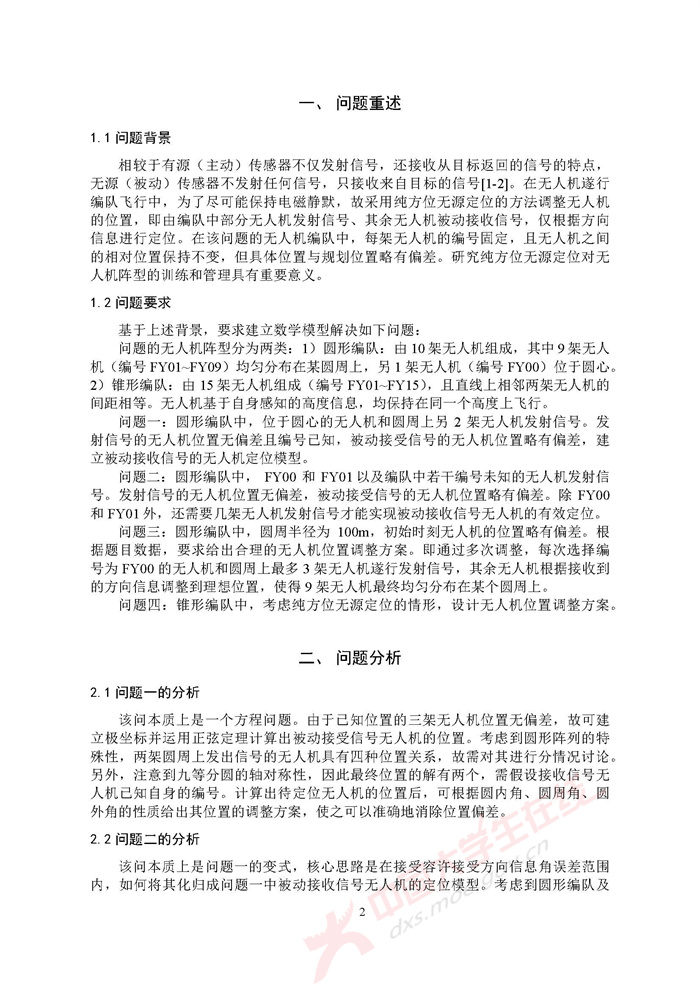 一、 问题重述
1.1 问题背景
相较于有源（主动）传感器不仅发射信号，还接收从目标返回的信号的特点，
无源（被动）传感器不发射任何信号，只接收来自目标的信号[1-2]。在无人机遂行
编队飞行中，为了尽可能保持电磁静默，故采用纯方位无源定位的方法调整无人机
的位置，即由编队中部分无人机发射信号、其余无人机被动接收信号，仅根据方向
信息进行定位。在该问题的无人机编队中，每架无人机的编号固定，且无人机之间
的相对位置保持不变，但具体位置与规划位置略有偏差。研究纯方位无源定位对无
人机阵型的训练和管理具有重要意义。
1.2 问题要求
基于上述背景，要求建立数学模型解决如下问题：
问题的无人机阵型分为两类：1）圆形编队：由 10 架无人机组成，其中 9 架无人
机（编号 FY01~FY09）均匀分布在某圆周上，另 1 架无人机（编号 FY00）位于圆心。
2）锥形编队：由 15 架无人机组成（编号 FY01~FY15），且直线上相邻两架无人机的
间距相等。无人机基于自身感知的高度信息，均保持在同一个高度上飞行。
问题一：圆形编队中，位于圆心的无人机和圆周上另 2 架无人机发射信号。发
射信号的无人机位置无偏差且编号已知，被动接受信号的无人机位置略有偏差，建
立被动接收信号的无人机定位模型。
问题二：圆形编队中， FY00 和 FY01 以及编队中若干编号未知的无人机发射信
号。发射信号的无人机位置无偏差，被动接受信号的无人机位置略有偏差。除 FY00
和 FY01 外，还需要几架无人机发射信号才能实现被动接收信号无人机的有效定位。
问题三：圆形编队中，圆周半径为 100m，初始时刻无人机的位置略有偏差。根
据题目数据，要求给出合理的无人机位置调整方案。即通过多次调整，每次选择编
号为 FY00 的无人机和圆周上最多 3 架无人机遂行发射信号，其余无人机根据接收到
的方向信息调整到理想位置，使得 9 架无人机最终均匀分布在某个圆周上。
问题四：锥形编队中，考虑纯方位无源定位的情形，设计无人机位置调整方案。
二、 问题分析
2.1 问题一的分析
该问本质上是一个方程问题。由于已知位置的三架无人机位置无偏差，故可建
立极坐标并运用正弦定理计算出被动接受信号无人机的位置。考虑到圆形阵列的特
殊性，两架圆周上发出信号的无人机具有四种位置关系，故需对其进行分情况讨论。
另外，注意到九等分圆的轴对称性，因此最终位置的解有两个，需假设接收信号无
人机已知自身的编号。计算出待定位无人机的位置后，可根据圆内角、圆周角、圆
外角的性质给出其位置的调整方案，使之可以准确地消除位置偏差。
2.2 问题二的分析
该问本质上是问题一的变式，核心思路是在接受容许接受方向信息角误差范围
内，如何将其化归成问题一中被动接收信号无人机的定位模型。考虑到圆形编队及
2
中国大学生在线